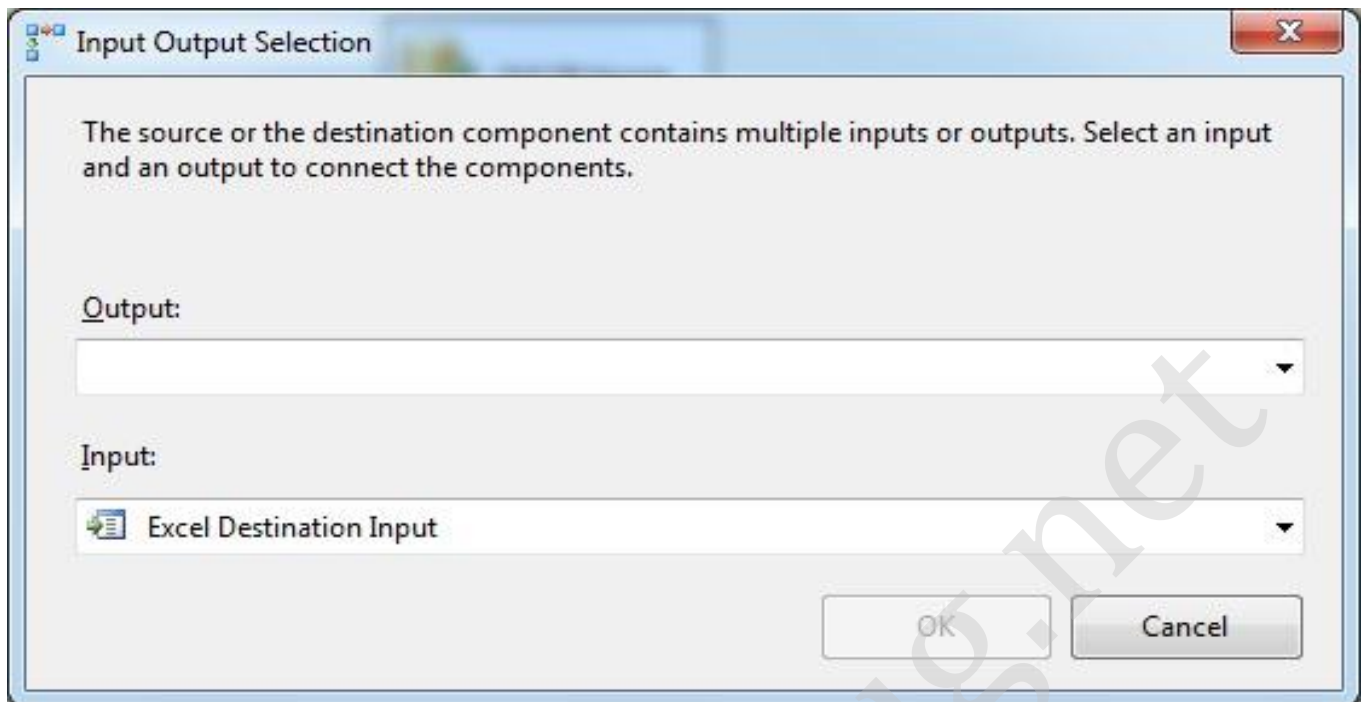 Input Output Selection
The source or the destination component contains multiple inputs or outputs. Select an input
and an output to connect the components.
Output:
Input:
Excel Destination Input
OK
Cancel
g.net